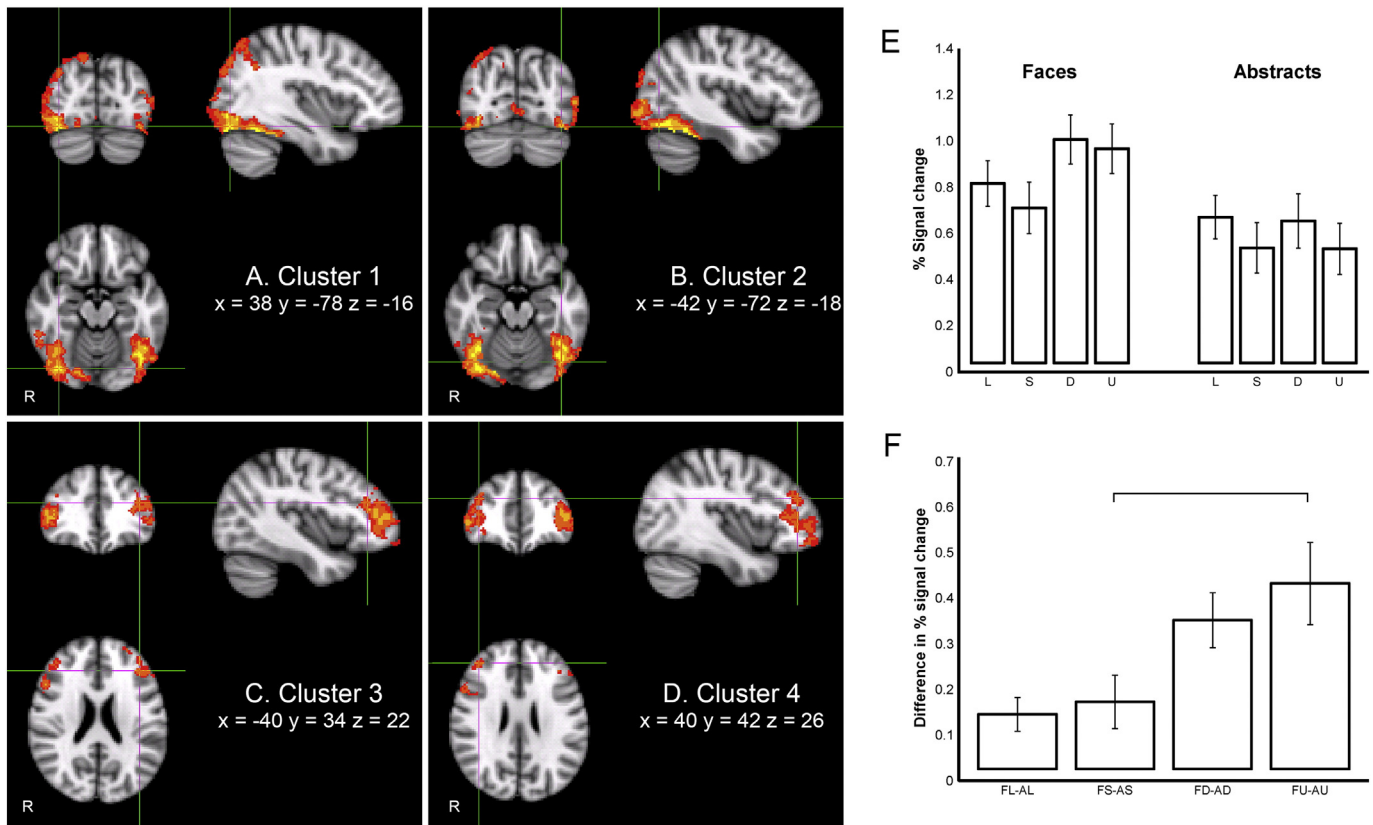 A. Cluster 1
x = 38 y = -78 z = -16
R
B. Cluster 2
x = -42 y = -72 z = -18
R
C. Cluster 3
x = -40 y = 34 z = 22
R
D. Cluster 4
x = 40 y = 42 z = 26
R
E
1.4
1.2
1.0
0.8
0.6
0.4
0.2
0
% Signal change
Faces
Abstracts
L S D U L S D U
F
0.7
0.6
0.5
0.4
0.3
0.2
0.1
0
Difference in % signal change
FL-AL FS-AS FD-AD FU-AU